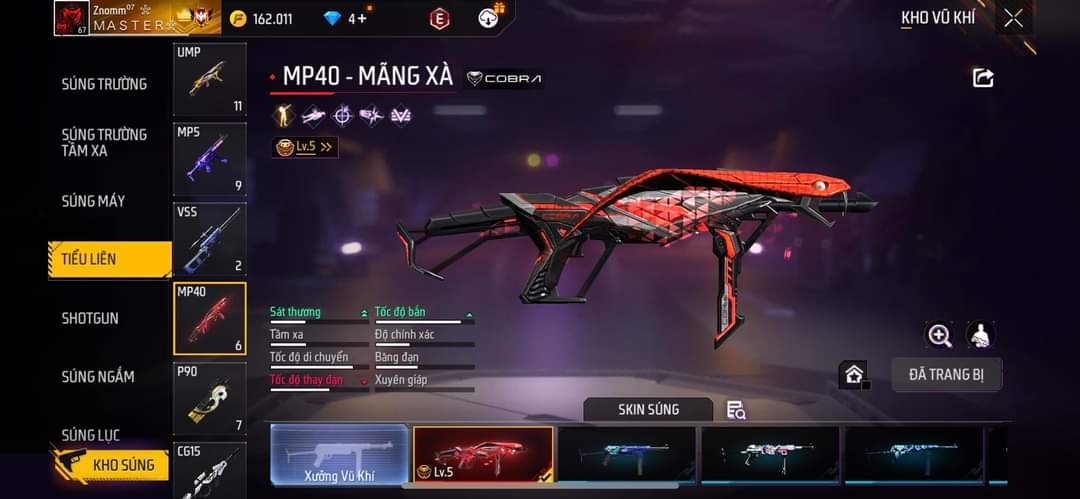 Znomm⁰⁷ ※
MASTER※
67
162.011
4+
E
KHO VŨ KHÍ
SÚNG TRƯỜNG
SÚNG TRƯỜNG
TẦM XA
SÚNG MÁY
TIỂU LIÊN
SHOTGUN
SÚNG NGẮM
SÚNG LỤC
KHO SÚNG
UMP
11
MP5
9
VSS
2
MP40
6
P90
7
CG15
MP40 - MÃNG XÀ
COBRA
Lv.5 >>
Sát thương
Tốc độ bắn
Tầm xa
Độ chính xác
Tốc độ di chuyển
Băng đạn
Tốc độ thay đạn
Xuyên giáp
ĐÃ TRANG BỊ
SKIN SÚNG
Xưởng Vũ Khí
Lv.5